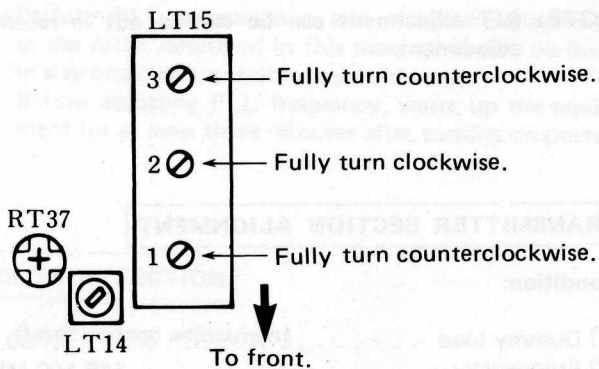 LT15
3 Fully turn counterclockwise.
2 Fully turn clockwise.
RT37
1 Fully turn counterclockwise.
LT14
To front.